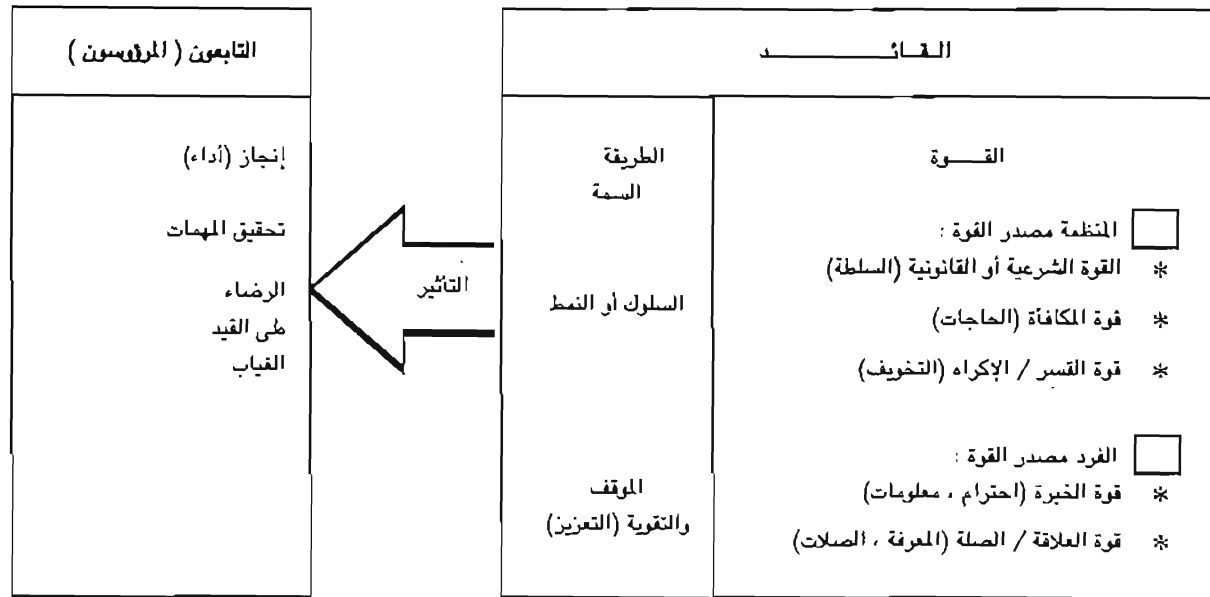 القائد
القوة
المنظمة مصدر القوة :
* القوة الشرعية أو القانونية (السلطة)
* قوة المكافأة (الحاجات)
* قوة القسر / الإكراه (التخويف)
الفرد مصدر القوة :
* قوة الخبرة (احترام ، معلومات)
* قوة العلاقة / الصلة (المعرفة ، الصلات)
الطريقة
السمة
السلوك أو النمط
الموقف
والتقوية (التعزيز)
التأثير
التابعون ( المرؤوسون )
إنجاز (أداء)
تحقيق المهمات
الرضاء
طى القيد
الغياب